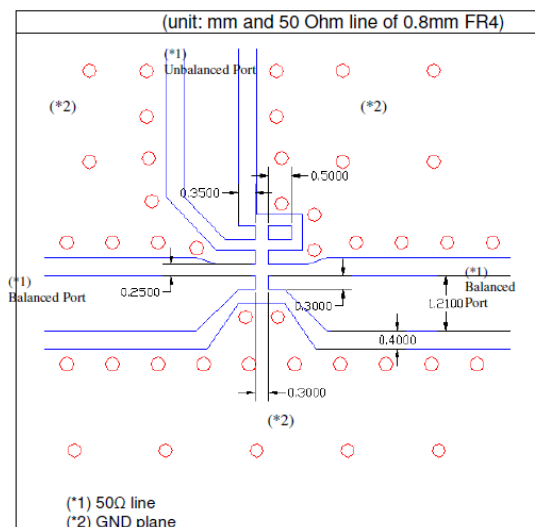 (unit: mm and 50 Ohm line of 0.8mm FR4)
(*1)
Unbalanced Port
(*2)
(*2)
0.5000
0.3500
(*1)
Balanced Port
(*1)
Balanced
Port
0.2500
0.3000
1.2100
0.4000
0.3000
(*2)
(*1) 50Ω line
(*2) GND plane